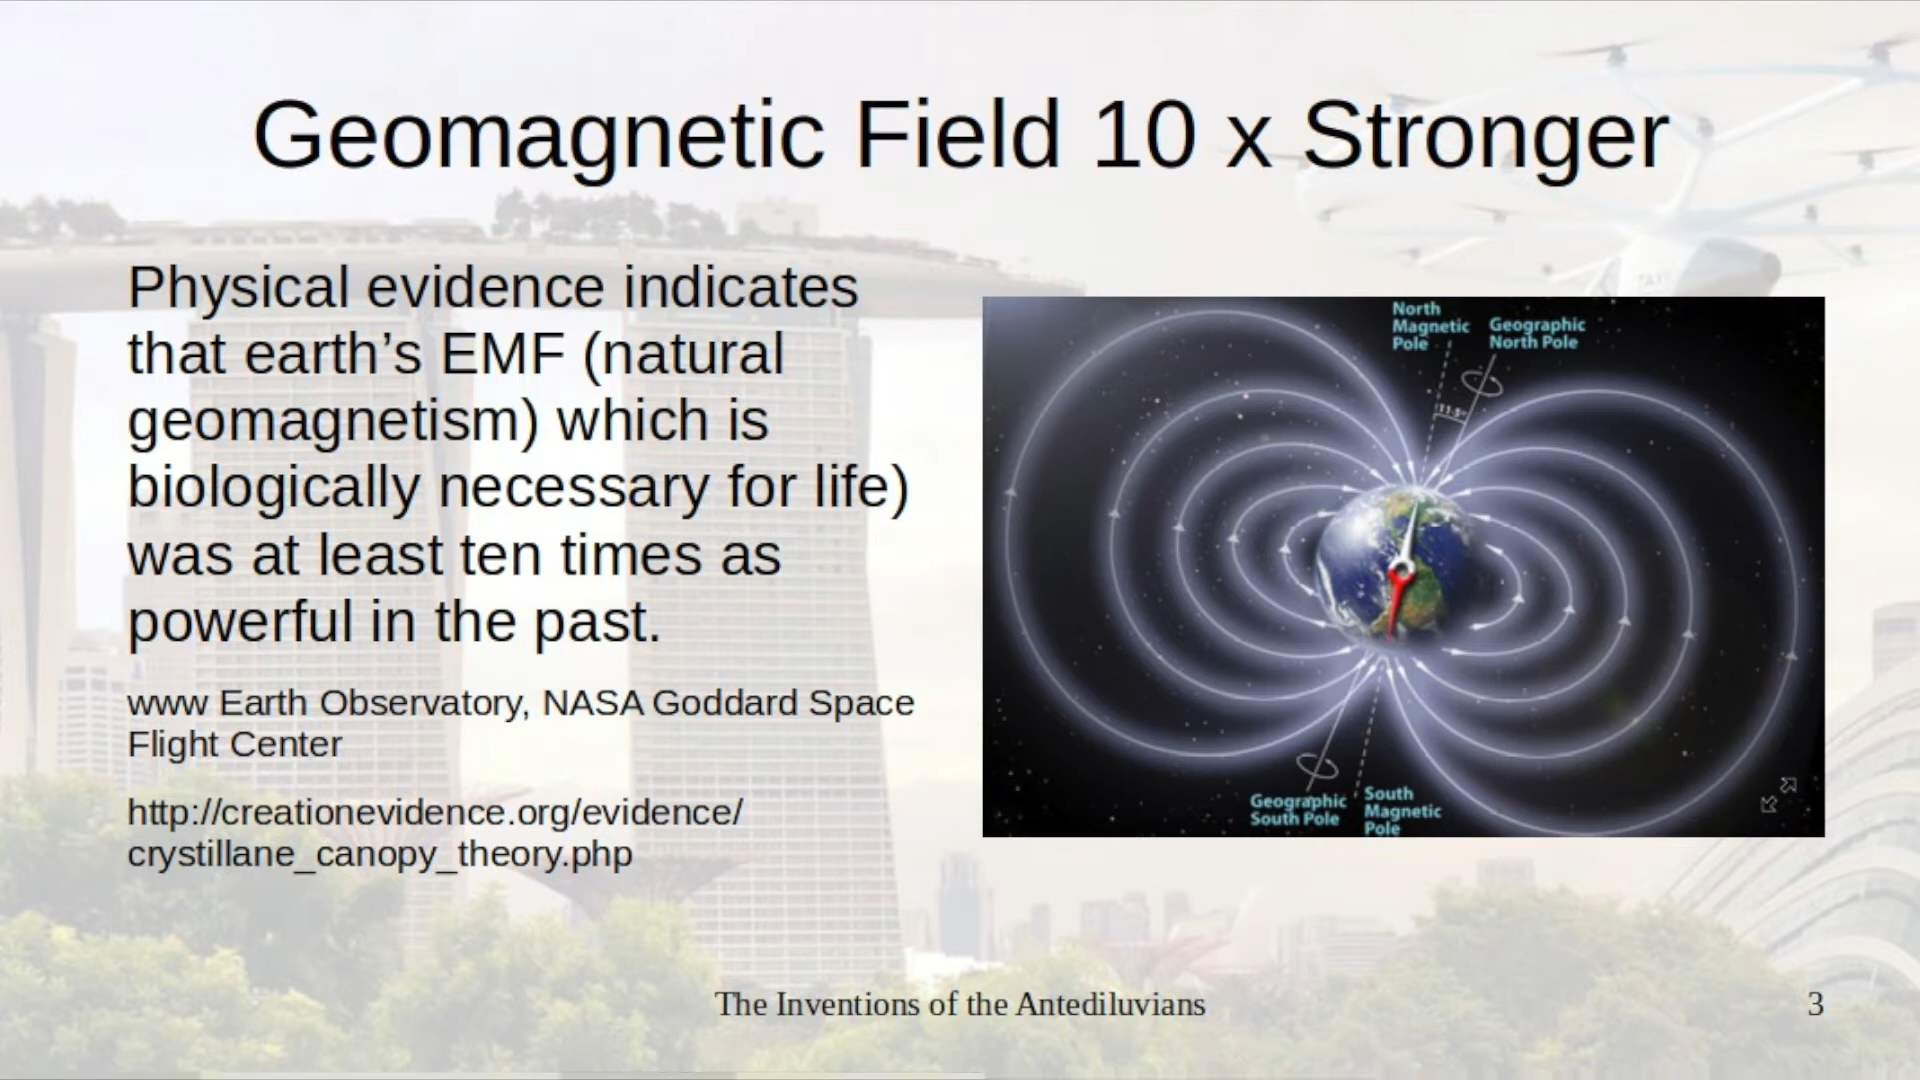 Geomagnetic Field 10 x Stronger
Physical evidence indicates
that earth’s EMF (natural
geomagnetism) which is
biologically necessary for life)
was at least ten times as
powerful in the past.
www Earth Observatory, NASA Goddard Space
Flight Center
http://creationevidence.org/evidence/
crystillane_canopy_theory.php
North
Magnetic
Pole
Geographic
North Pole
11.5°
Geographic
South Pole
South
Magnetic
Pole
The Inventions of the Antediluvians
3